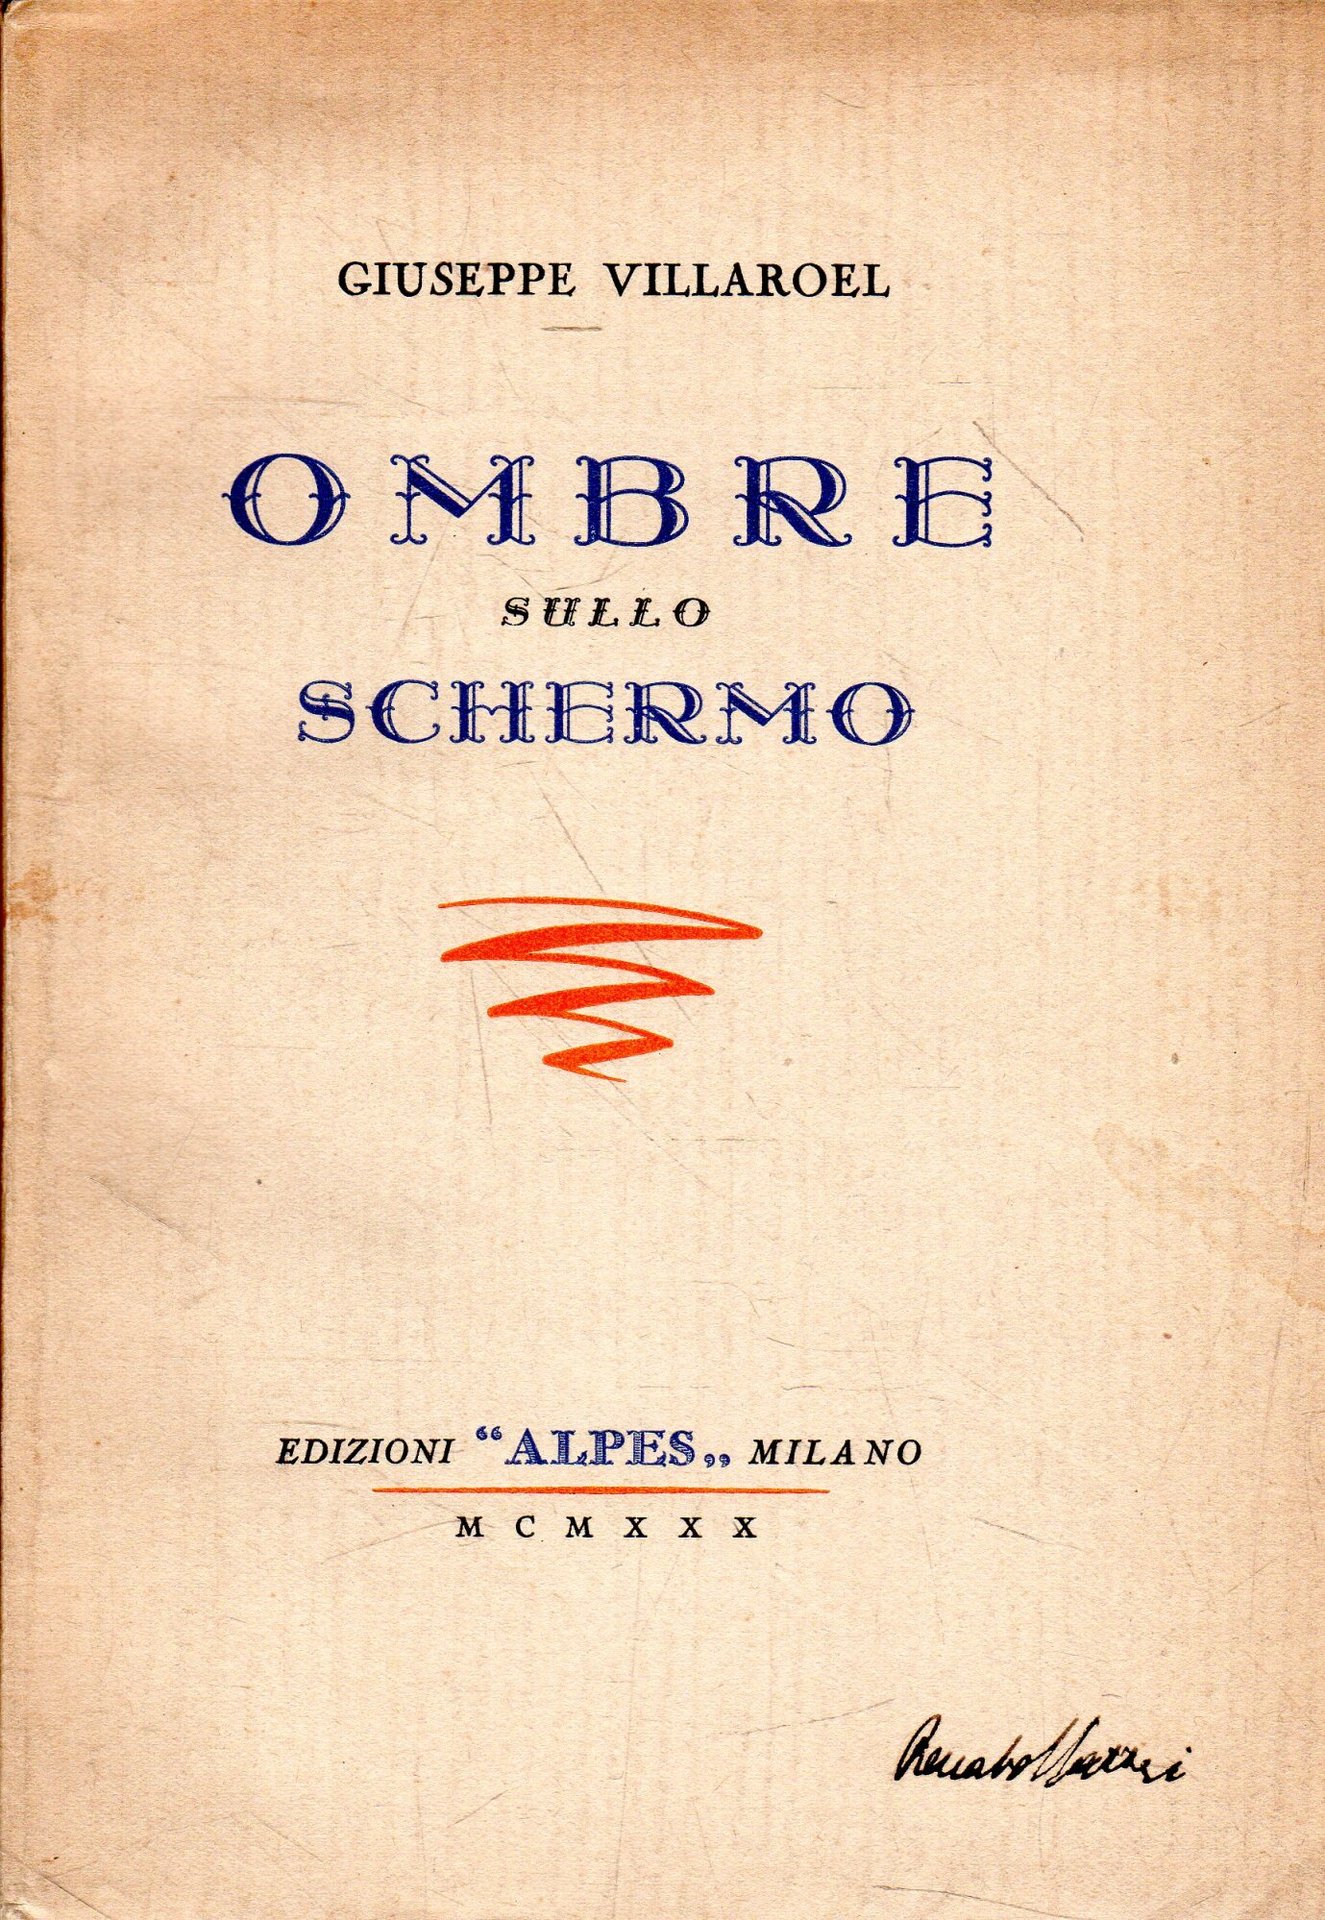 GIUSEPPE VILLAROEL
OMBRE
SULLO
SCHERMO
EDIZIONI “ALPES„ MILANO
MCMXXX